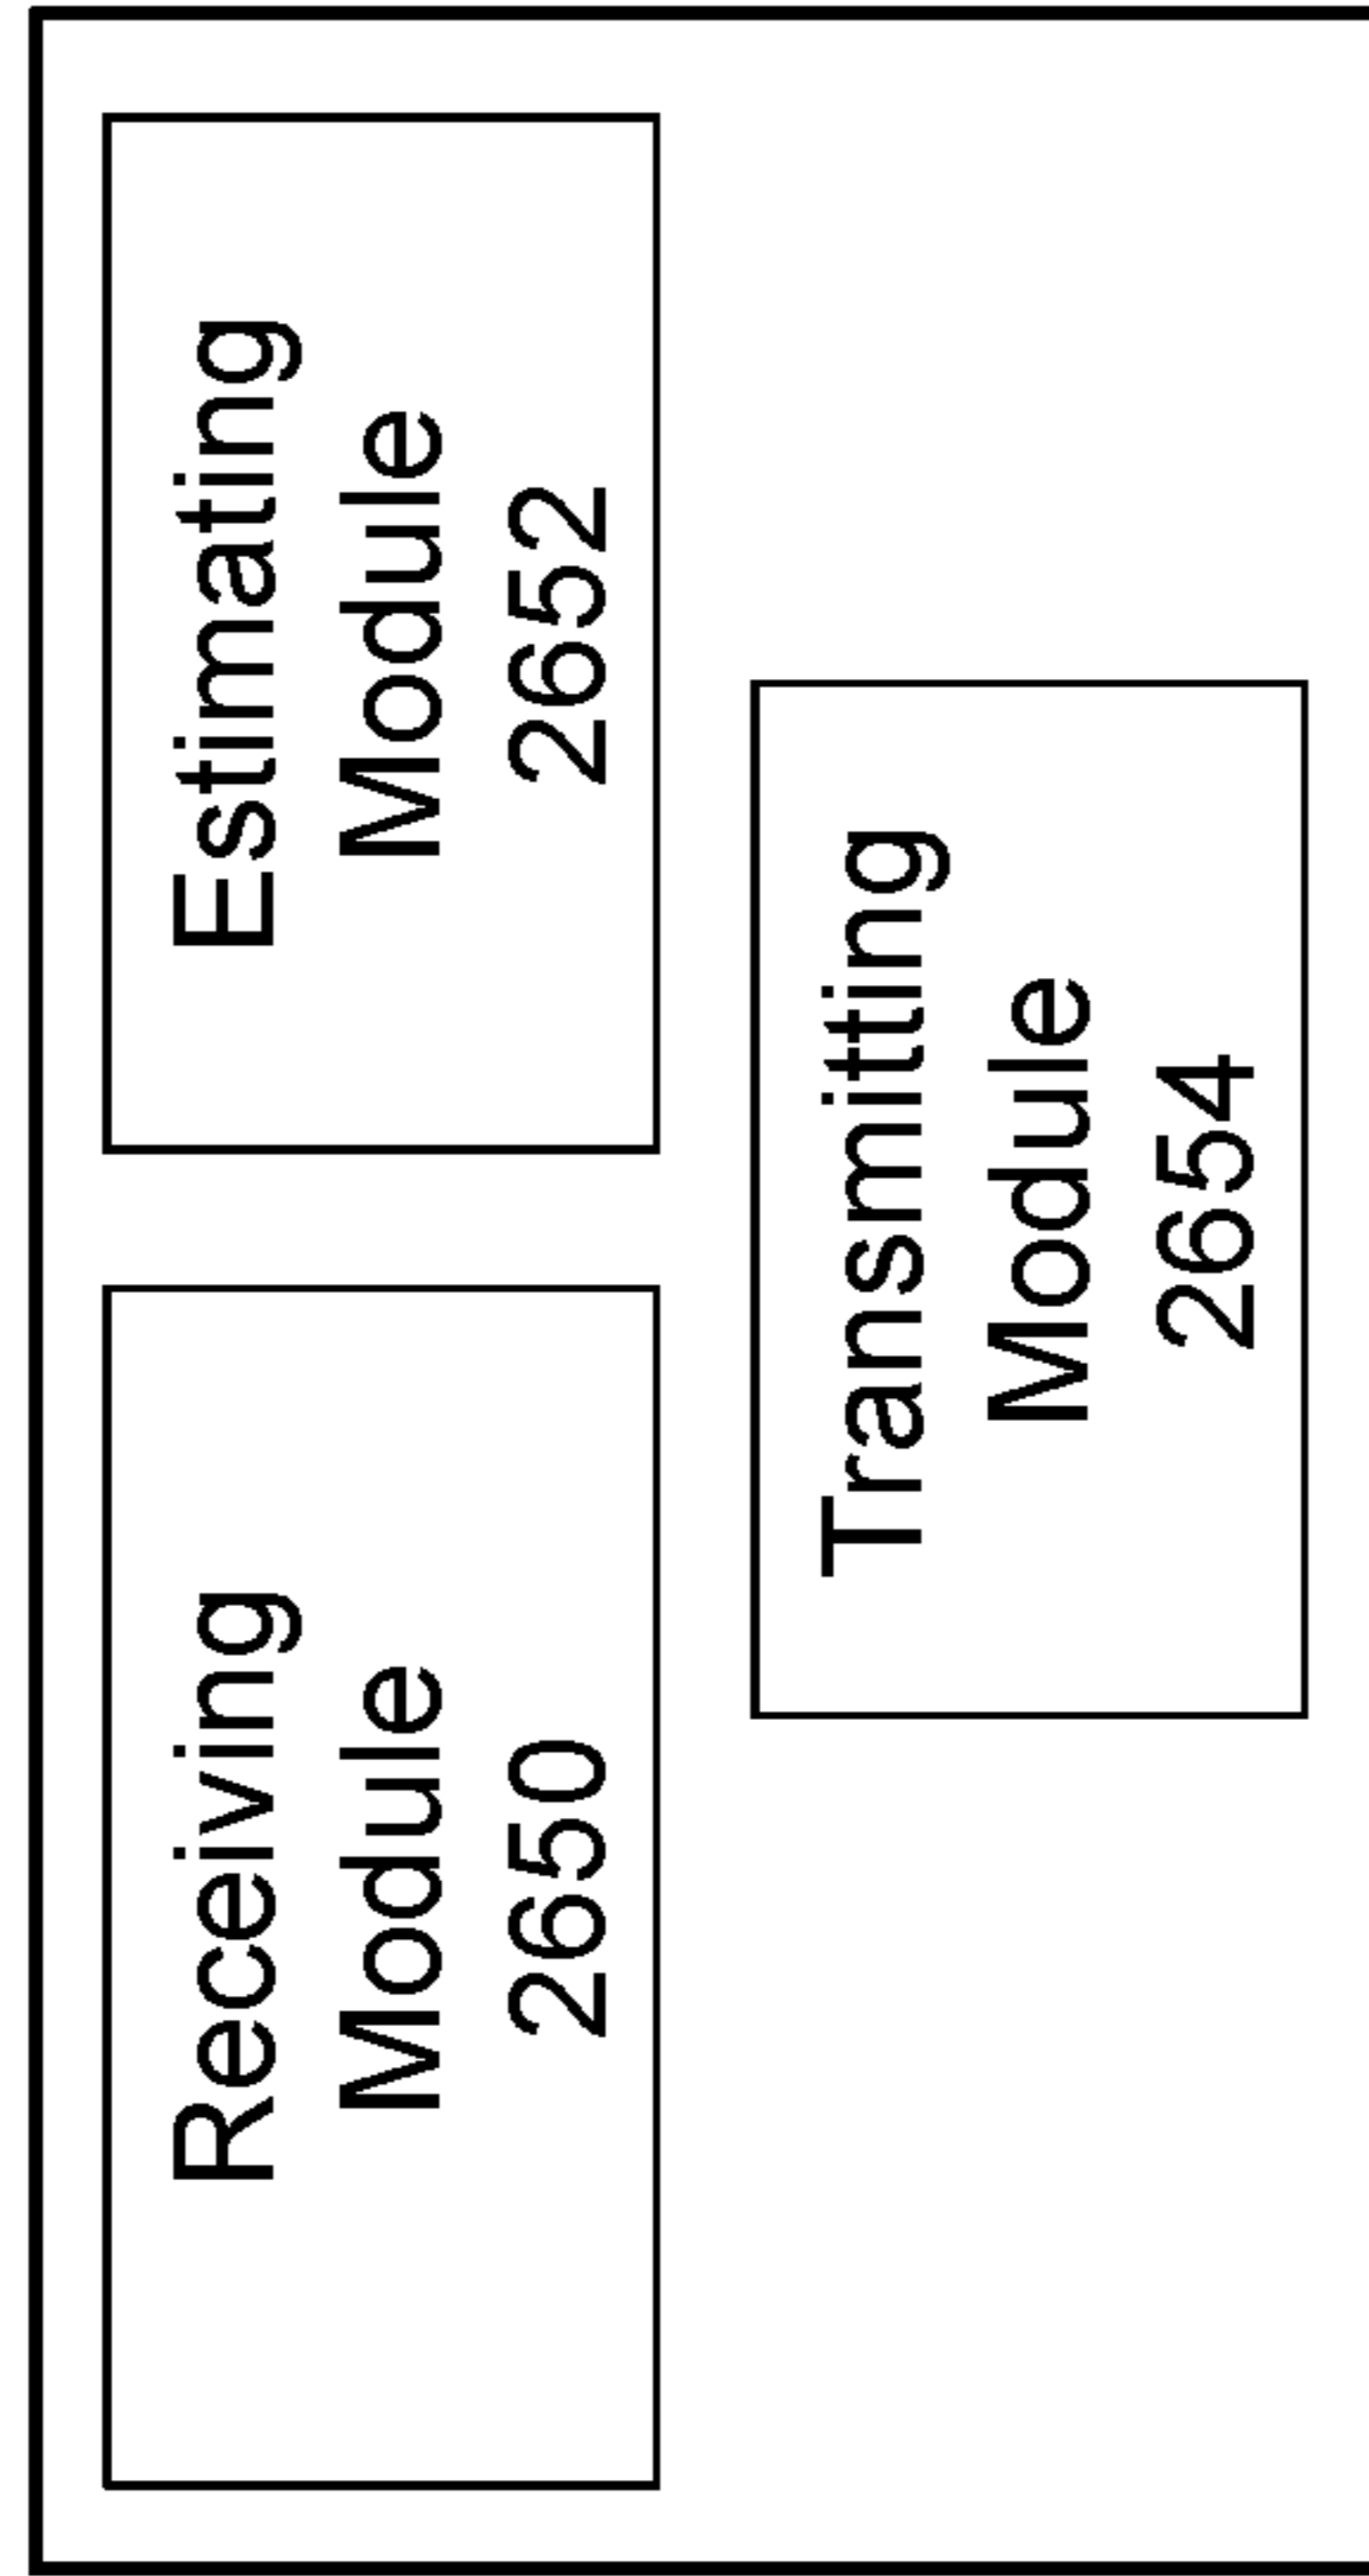 Receiving
Module
2650
Estimating
Module
2652
Transmitting
Module
2654